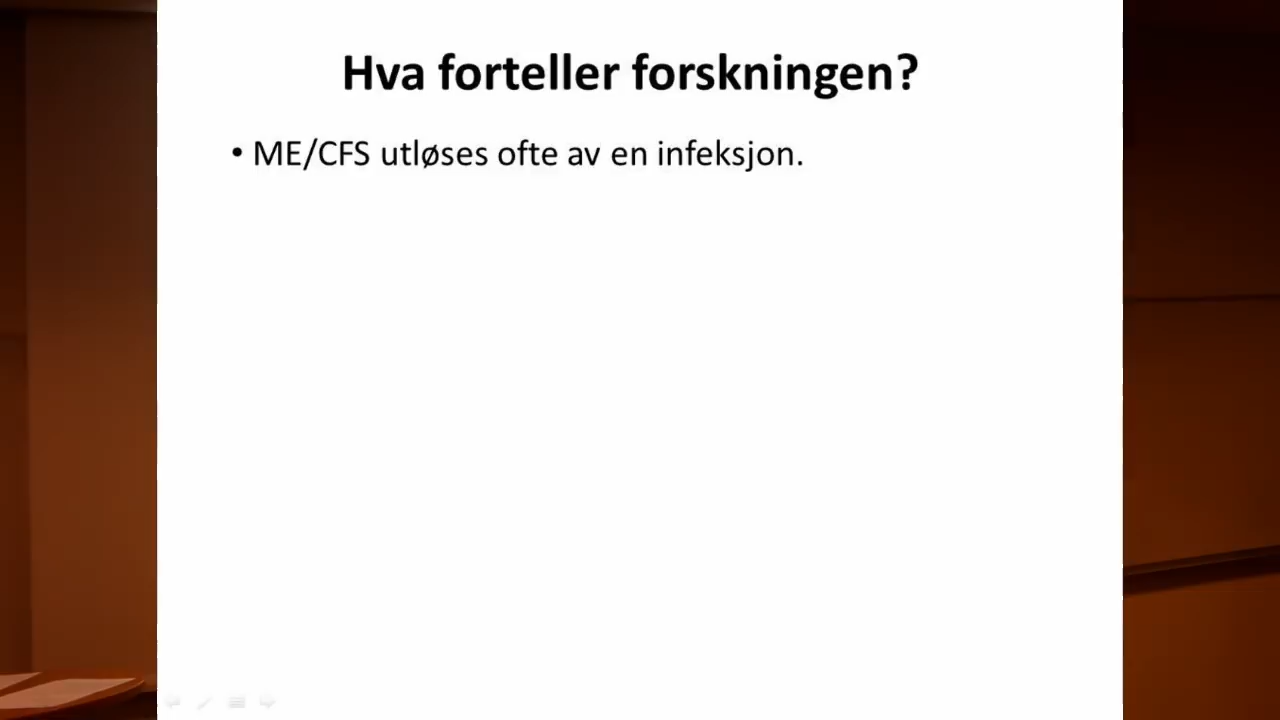 Hva forteller forskningen?
• ME/CFS utløses ofte av en infeksjon.